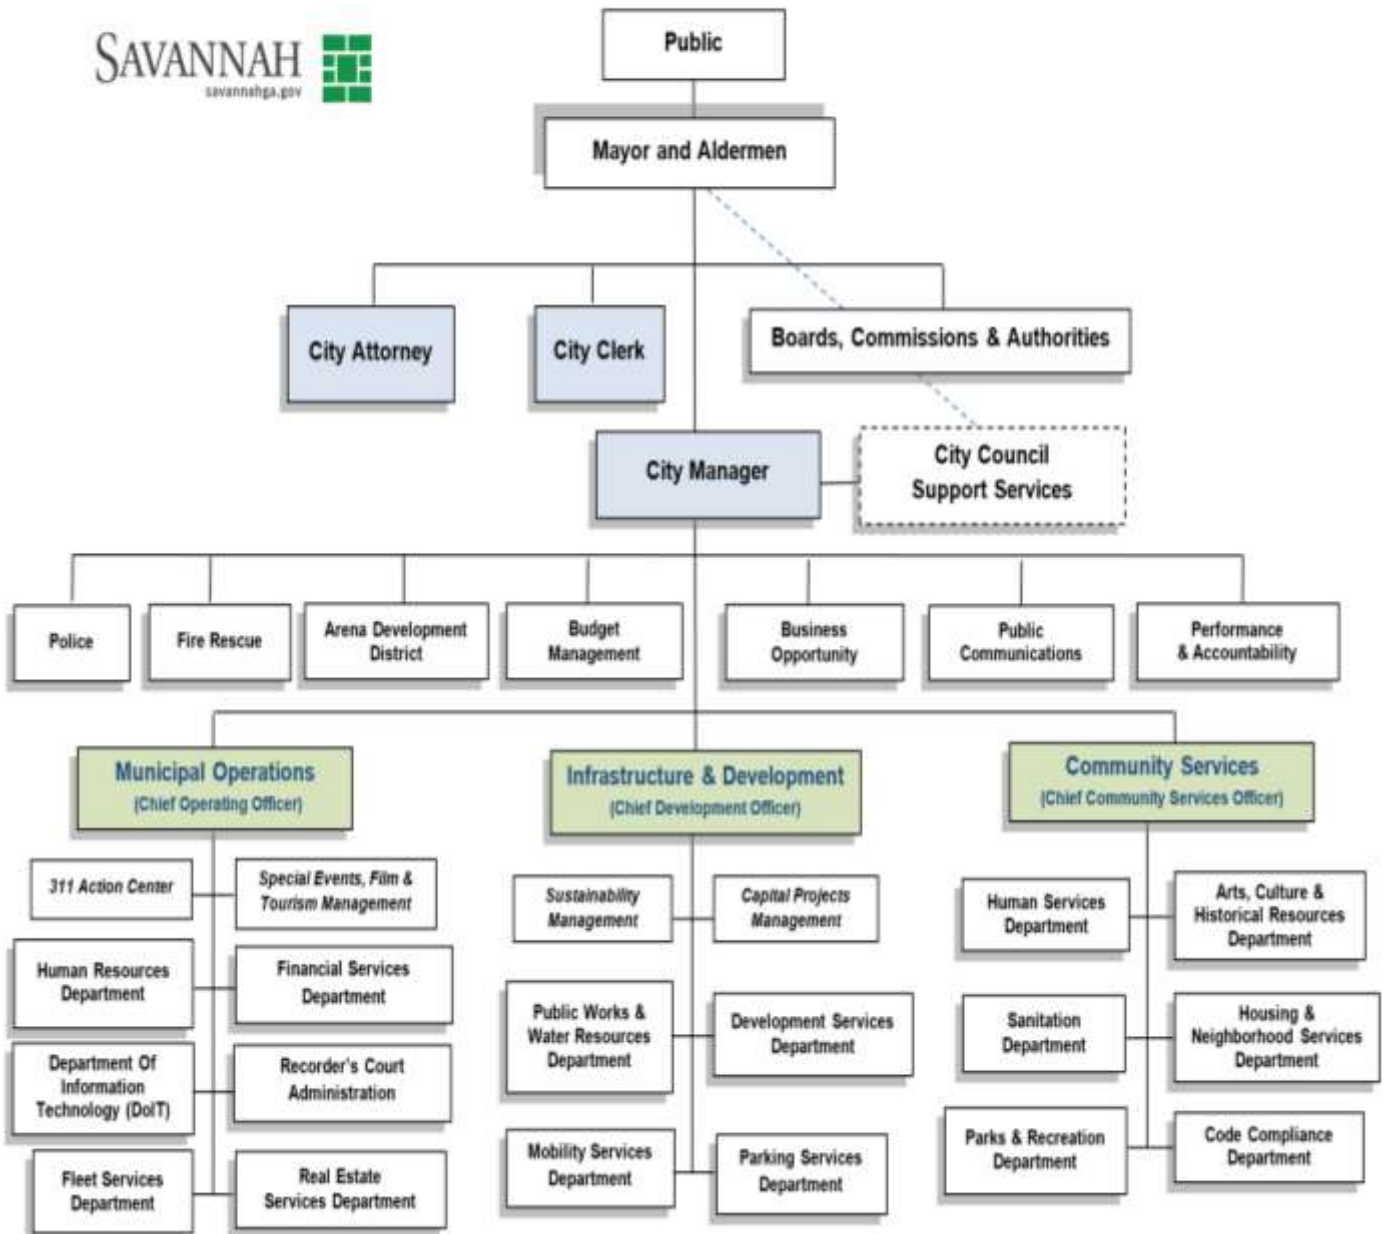 SAVANNAH
savannahga.gov
Public
Mayor and Aldermen
City Attorney
City Clerk
Boards, Commissions & Authorities
City Manager
City Council
Support Services
Police
Fire Rescue
Arena Development
District
Budget
Management
Business
Opportunity
Public
Communications
Performance
& Accountability
Municipal Operations
(Chief Operating Officer)
311 Action Center
Special Events, Film &
Tourism Management
Human Resources
Department
Financial Services
Department
Department Of
Information
Technology (DoIT)
Recorder's Court
Administration
Fleet Services
Department
Real Estate
Services Department
Infrastructure & Development
(Chief Development Officer)
Sustainability
Management
Capital Projects
Management
Public Works &
Water Resources
Department
Development Services
Department
Mobility Services
Department
Parking Services
Department
Community Services
(Chief Community Services Officer)
Human Services
Department
Arts, Culture &
Historical Resources
Department
Sanitation
Department
Housing &
Neighborhood Services
Department
Parks & Recreation
Department
Code Compliance
Department